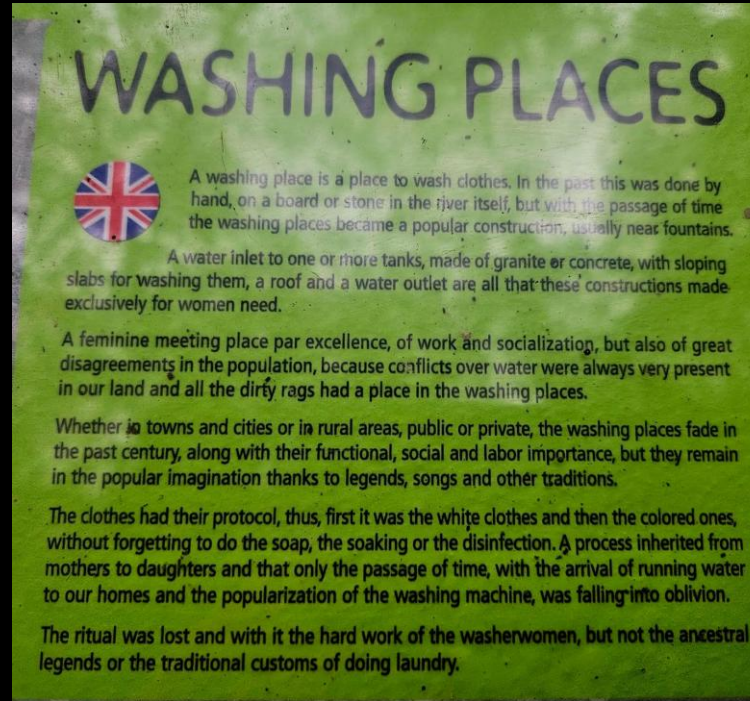 WASHING PLACES
A washing place is a place to wash clothes. In the past this was done by
hand, on a board or stone in the river itself, but with the passage of time
the washing places became a popular construction, usually near fountains.
A water inlet to one or more tanks, made of granite or concrete, with sloping
slabs for washing them, a roof and a water outlet are all that these constructions made
exclusively for women need.
A feminine meeting place par excellence, of work and socialization, but also of great
disagreements in the population, because conflicts over water were always very present
in our land and all the dirty rags had a place in the washing places.
Whether in towns and cities or in rural areas, public or private, the washing places fade in
the past century, along with their functional, social and labor importance, but they remain
in the popular imagination thanks to legends, songs and other traditions.
The clothes had their protocol, thus, first it was the white clothes and then the colored ones,
without forgetting to do the soap, the soaking or the disinfection. A process inherited from
mothers to daughters and that only the passage of time, with the arrival of running water
to our homes and the popularization of the washing machine, was falling into oblivion.
The ritual was lost and with it the hard work of the washerwomen, but not the ancestral
legends or the traditional customs of doing laundry.